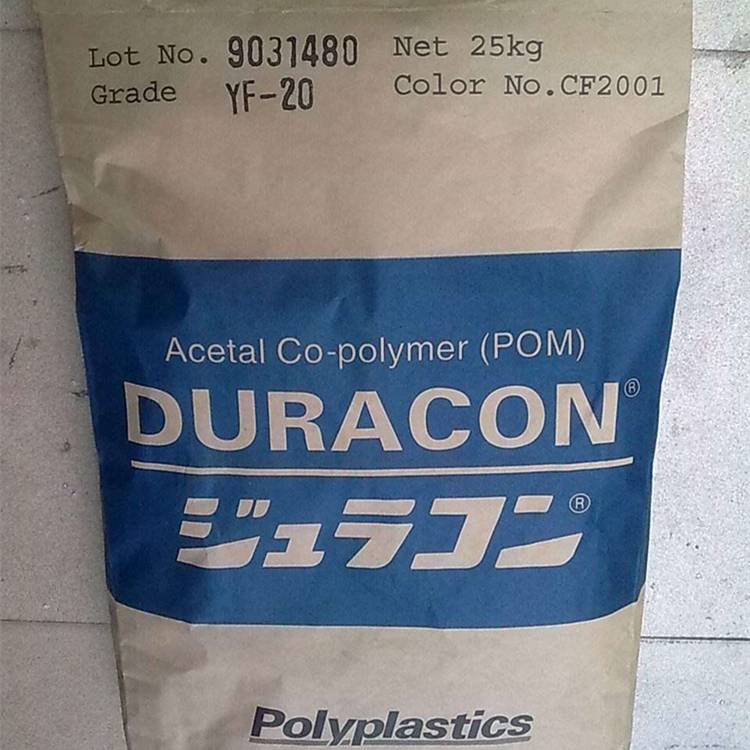 Lot No. 9031480 Net 25kg
Grade YF-20 Color No.CF2001
Acetal Co-polymer (POM)
DURACON®
ジュラコン®
Polyplastics